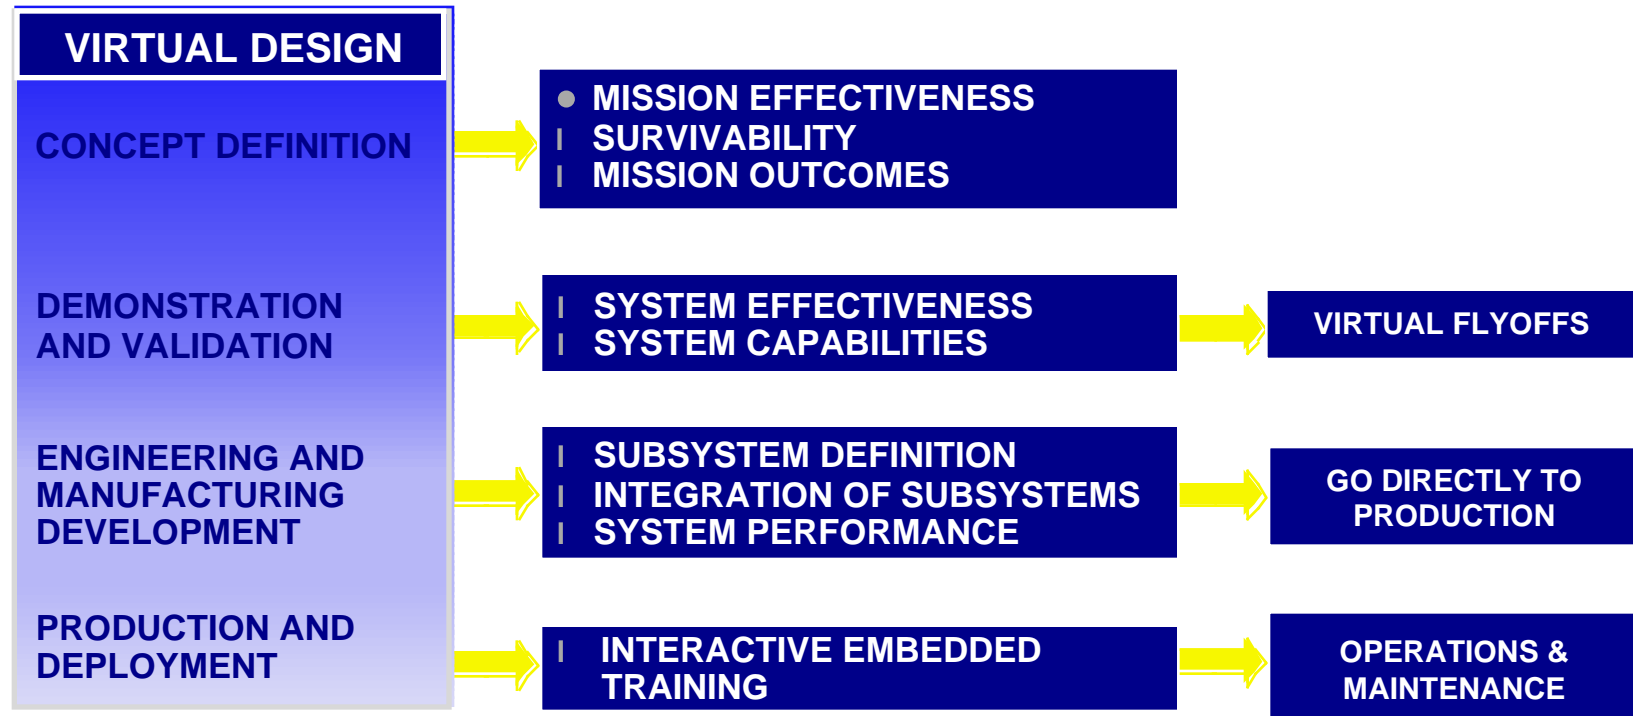 VIRTUAL DESIGN
CONCEPT DEFINITION
● MISSION EFFECTIVENESS
l SURVIVABILITY
l MISSION OUTCOMES
DEMONSTRATION
AND VALIDATION
l SYSTEM EFFECTIVENESS
l SYSTEM CAPABILITIES
VIRTUAL FLYOFFS
ENGINEERING AND
MANUFACTURING
DEVELOPMENT
l SUBSYSTEM DEFINITION
l INTEGRATION OF SUBSYSTEMS
l SYSTEM PERFORMANCE
GO DIRECTLY TO
PRODUCTION
PRODUCTION AND
DEPLOYMENT
l INTERACTIVE EMBEDDED
TRAINING
OPERATIONS &
MAINTENANCE